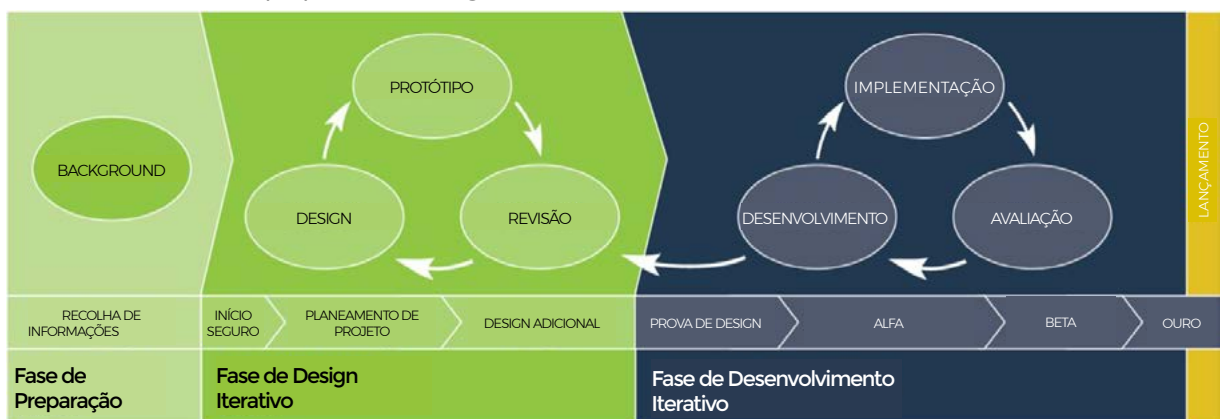 PROTÓTIPO
IMPLEMENTAÇÃO
BACKGROUND
DESIGN
REVISÃO
DESENVOLVIMENTO
AVALIAÇÃO
LANÇAMENTO
RECOLHA DE
INFORMAÇÕES
INÍCIO
SEGURO
PLANEAMENTO DE
PROJETO
DESIGN ADICIONAL
PROVA DE DESIGN
ALFA
BETA
OURO
Fase de
Preparação
Fase de Design
Iterativo
Fase de Desenvolvimento
Iterativo